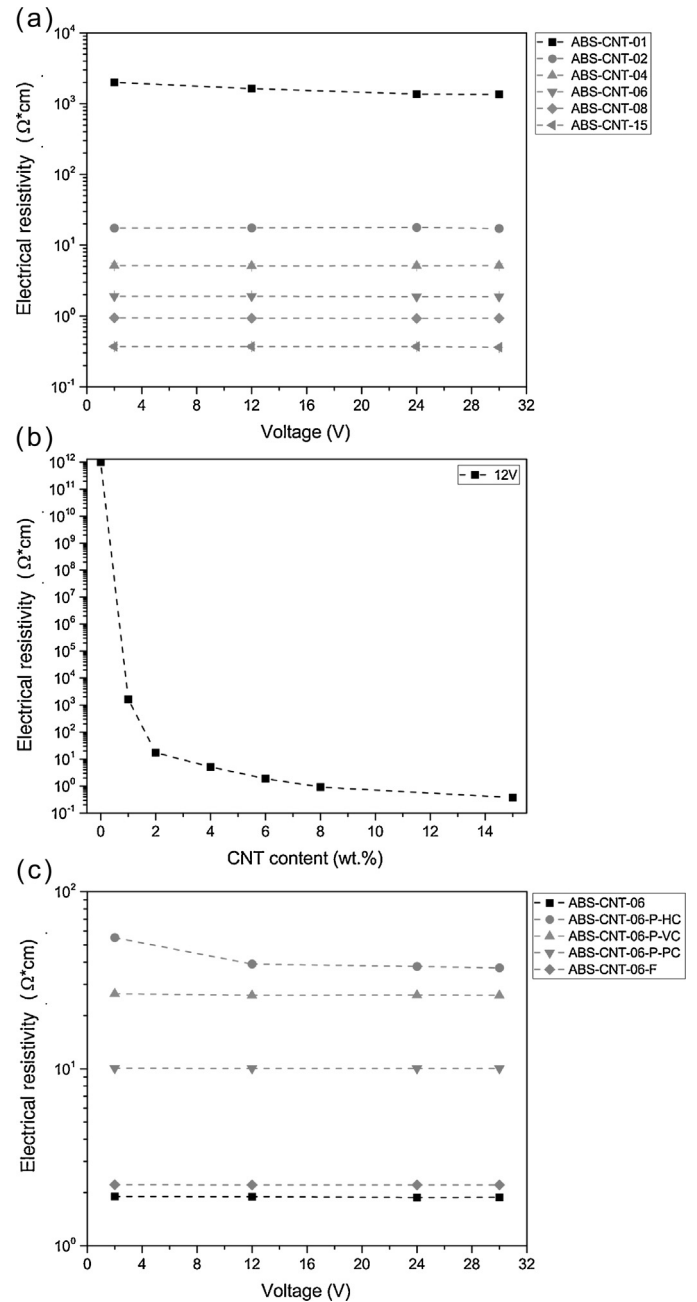 (a)
10^4
10^3
10^2
10^1
10^0
10^-1
Electrical resistivity (Ω*cm)
0 4 8 12 16 20 24 28 32
Voltage (V)
ABS-CNT-01
ABS-CNT-02
ABS-CNT-04
ABS-CNT-06
ABS-CNT-08
ABS-CNT-15
(b)
10^12
10^11
10^10
10^9
10^8
10^7
10^6
10^5
10^4
10^3
10^2
10^1
10^0
10^-1
Electrical resistivity (Ω*cm)
0 2 4 6 8 10 12 14
CNT content (wt.%)
12V
(c)
10^2
10^1
10^0
Electrical resistivity (Ω*cm)
0 4 8 12 16 20 24 28 32
Voltage (V)
ABS-CNT-06
ABS-CNT-06-P-HC
ABS-CNT-06-P-VC
ABS-CNT-06-P-PC
ABS-CNT-06-F